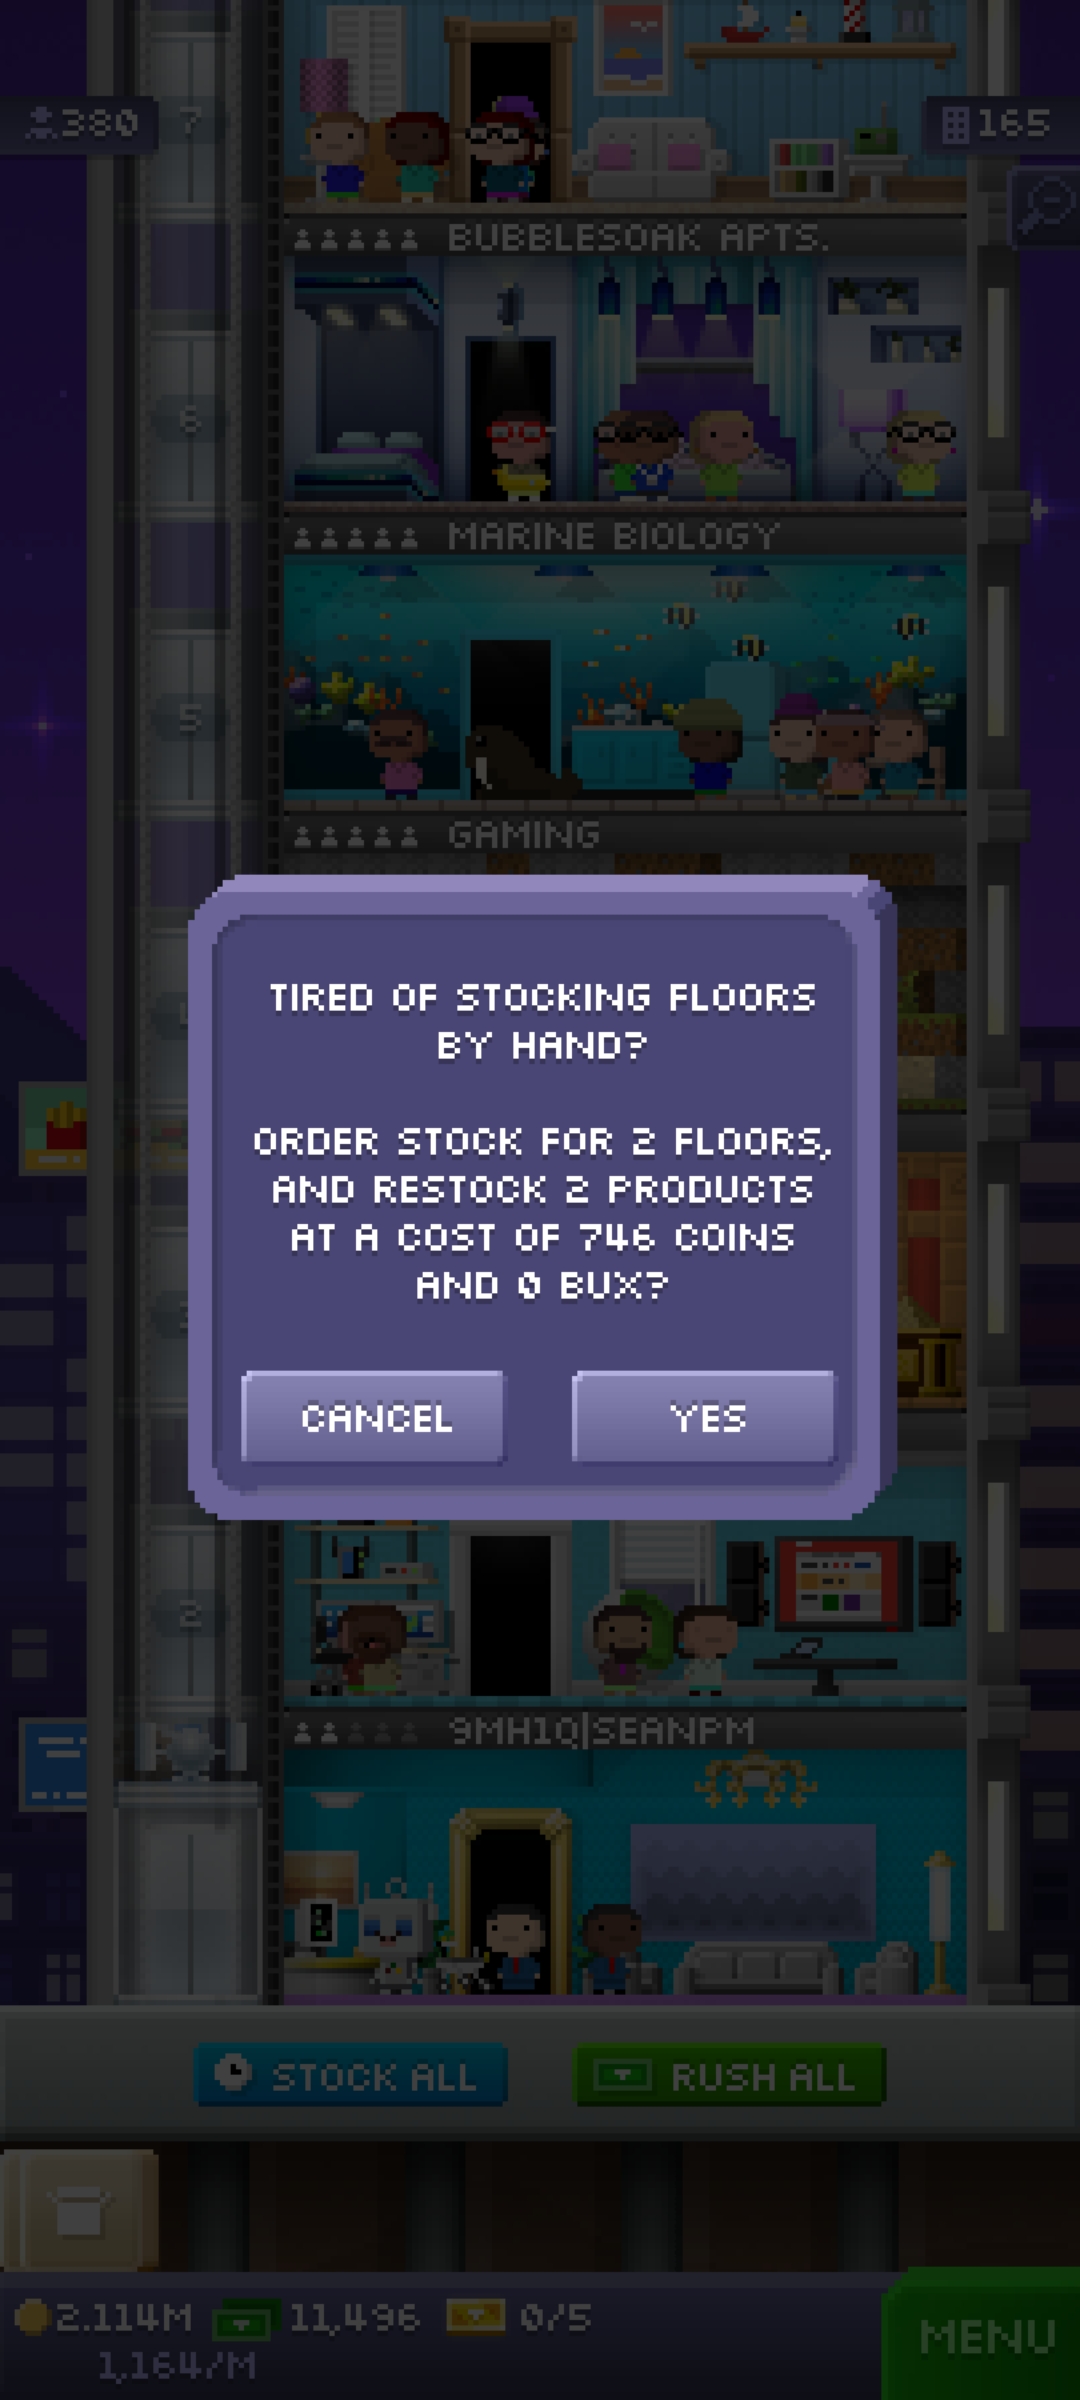 380
7
165
BUBBLESOAK APTS.
6
MARINE BIOLOGY
5
GAMING
TIRED OF STOCKING FLOORS
BY HAND?
ORDER STOCK FOR 2 FLOORS,
AND RESTOCK 2 PRODUCTS
AT A COST OF 746 COINS
AND 0 BUX?
CANCEL
YES
2
9MH1Q|SEANPM
STOCK ALL
RUSH ALL
2.114M
11,496
0/5
1,164/M
MENU